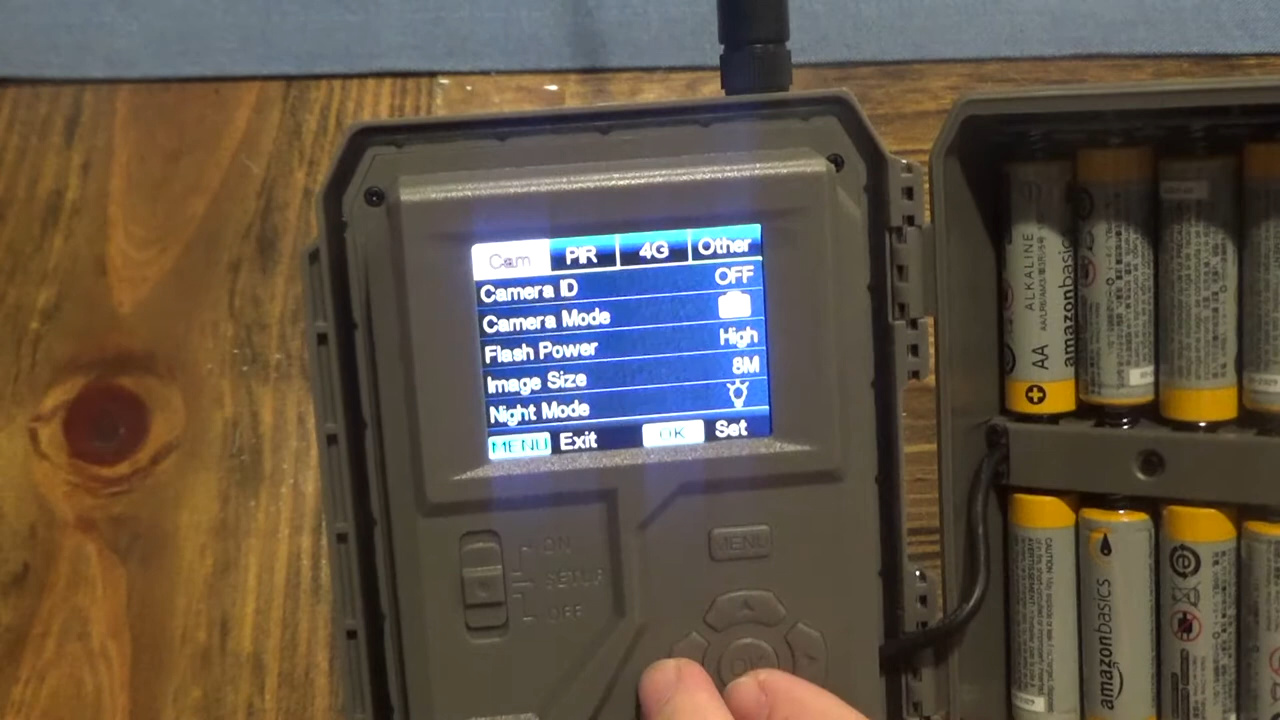 Cam PIR 4G Other
Camera ID OFF
Camera Mode
Flash Power High
Image Size 8M
Night Mode
MENU Exit OK Set
ON
SETUP
OFF
MENU
OK
ALKALINE
AA
amazonbasics
amazonbasics